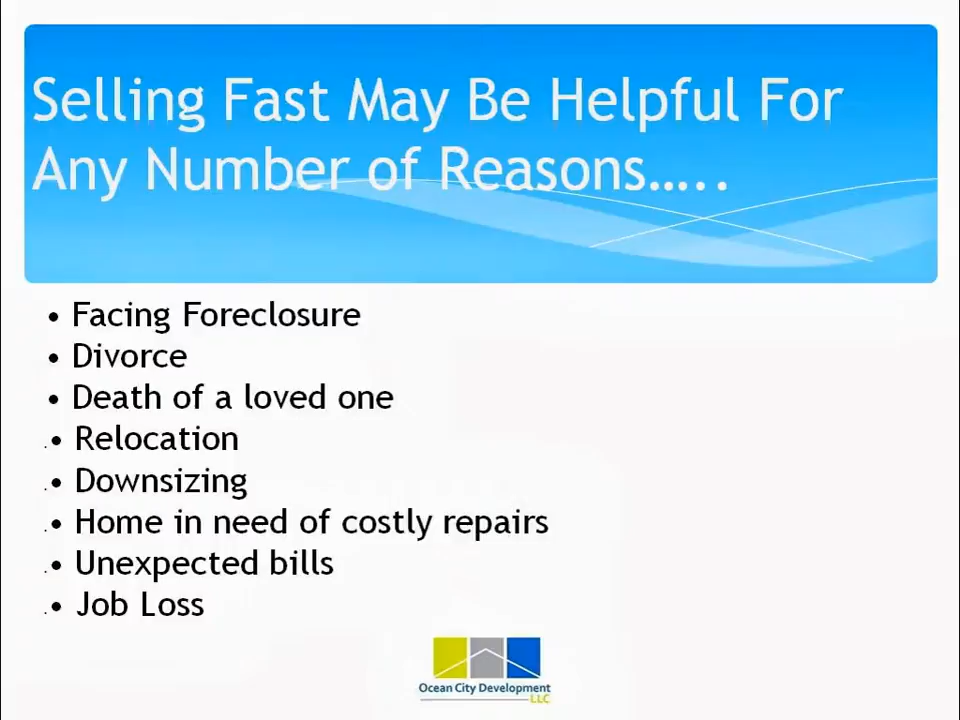 Selling Fast May Be Helpful For
Any Number of Reasons.....
• Facing Foreclosure
• Divorce
• Death of a loved one
• Relocation
• Downsizing
• Home in need of costly repairs
• Unexpected bills
• Job Loss
Ocean City Development
LLC